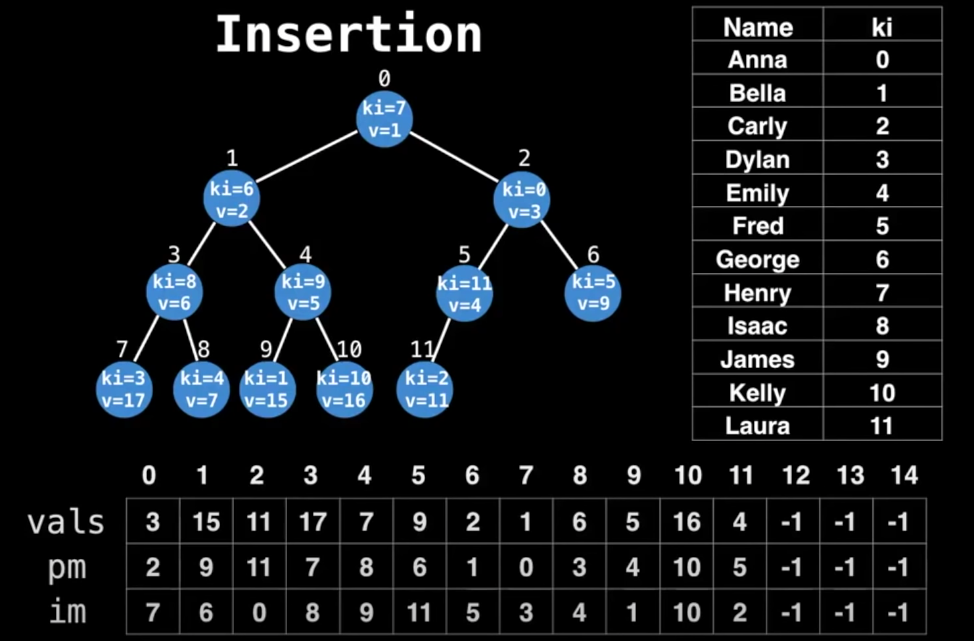 Insertion
0
ki=7
v=1
1
2
ki=6
v=2
ki=0
v=3
3
4
5
6
ki=8
v=6
ki=9
v=5
ki=11
v=4
ki=5
v=9
7
8
9
10
11
ki=3
v=17
ki=4
v=7
ki=1
v=15
ki=10
v=16
ki=2
v=11
Name ki
Anna 0
Bella 1
Carly 2
Dylan 3
Emily 4
Fred 5
George 6
Henry 7
Isaac 8
James 9
Kelly 10
Laura 11
0 1 2 3 4 5 6 7 8 9 10 11 12 13 14
vals 3 15 11 17 7 9 2 1 6 5 16 4 -1 -1 -1
pm 2 9 11 7 8 6 1 0 3 4 10 5 -1 -1 -1
im 7 6 0 8 9 11 5 3 4 1 10 2 -1 -1 -1